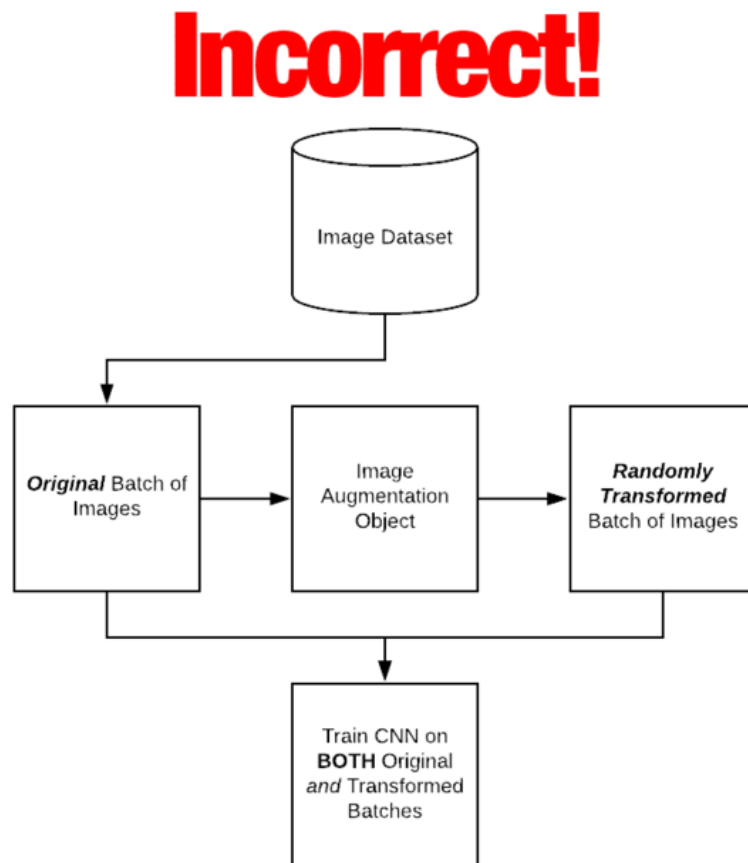 Incorrect!
Image Dataset
Original Batch of
Images
Image
Augmentation
Object
Randomly
Transformed
Batch of Images
Train CNN on
BOTH Original
and Transformed
Batches